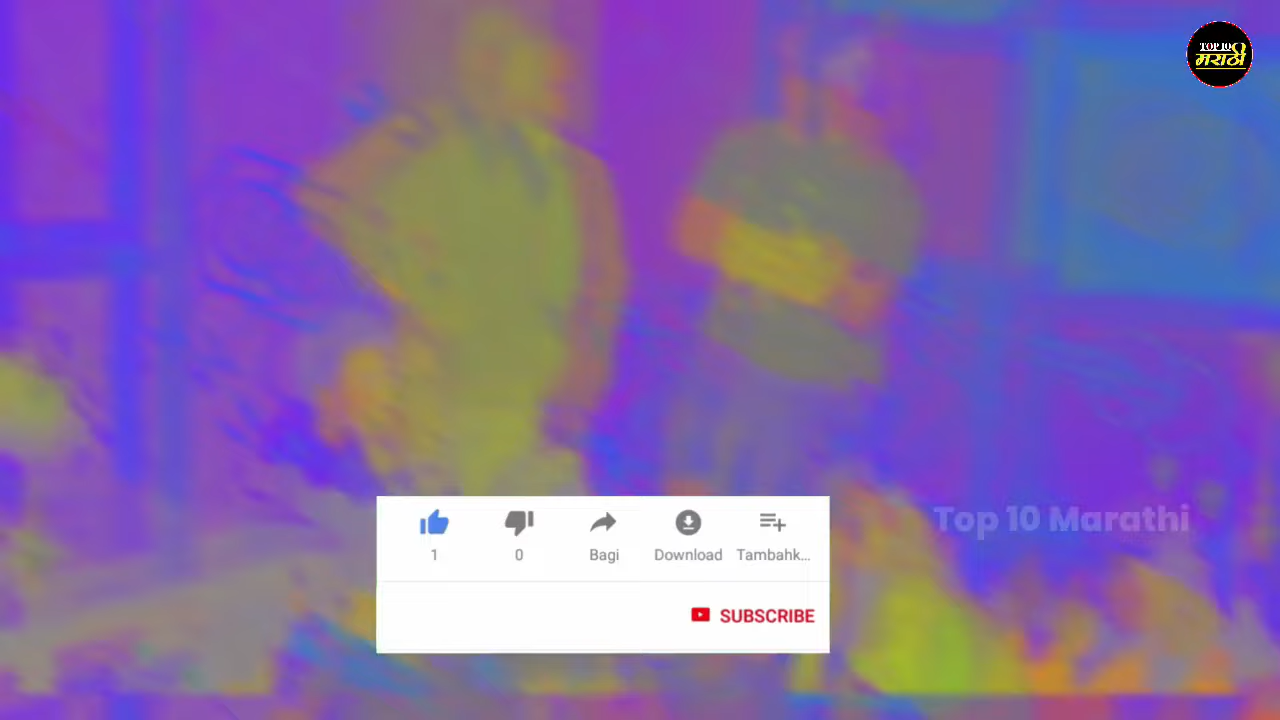 TOP 10
मराठी
1
0
Bagi
Download
Tambahk...
SUBSCRIBE
Top 10 Marathi